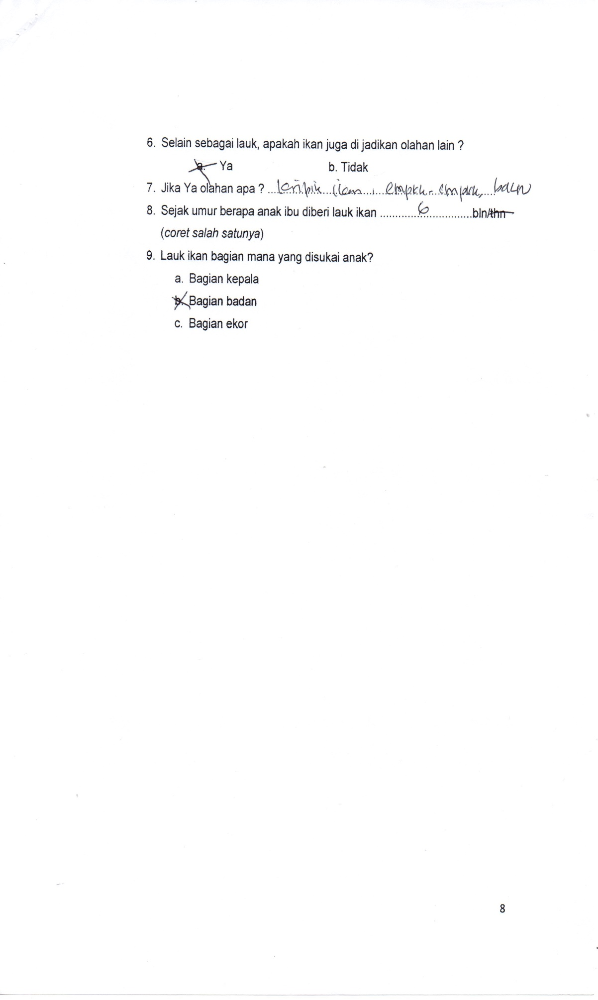 6. Selain sebagai lauk, apakah ikan juga di jadikan olahan lain ?
a. Ya b. Tidak
7. Jika Ya olahan apa ? keripik ikan, empek-empek,
8. Sejak umur berapa anak ibu diberi lauk ikan ..............6..............bln/thn
(coret salah satunya)
9. Lauk ikan bagian mana yang disukai anak?
a. Bagian kepala
b. Bagian badan
c. Bagian ekor
8